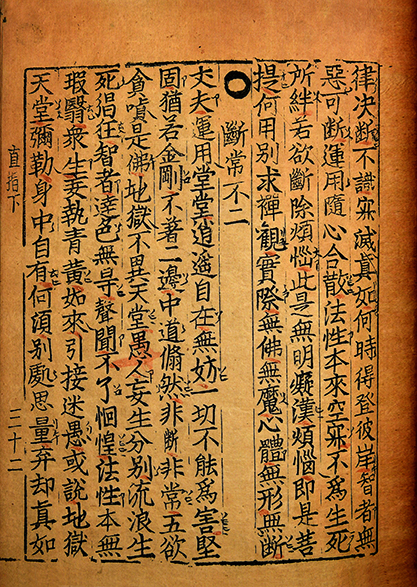 律決斷不識寂滅真如何時得登彼岸智者無
惡可斷運用隨心合散法性本來空寂不爲生死
所絆若欲斷除煩惱此是無明癡漢煩惱即是菩
提何用別求禪觀實際無佛無魔心體無形無斷
斷常不二
丈夫運用堂堂逍遙自在無妨一切不能爲害堅
固猶若金剛不著一邊中道翛然非斷非常五欲
貪嗔是佛地獄不異天堂愚人妄生分別流浪生
死猖狂智者達色無㝵聲聞不了恛惶法性本無
瑕翳衆生妄執青黃如來引接迷愚或說地獄
天堂彌勒身中自有何須別處思量弃却真如
直指下 三十二